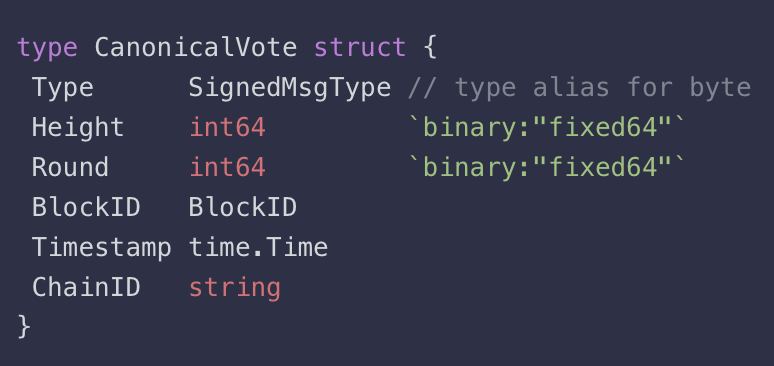 type CanonicalVote struct {
 Type      SignedMsgType // type alias for byte
 Height    int64         `binary:"fixed64"`
 Round     int64         `binary:"fixed64"`
 BlockID   BlockID
 Timestamp time.Time
 ChainID   string
}